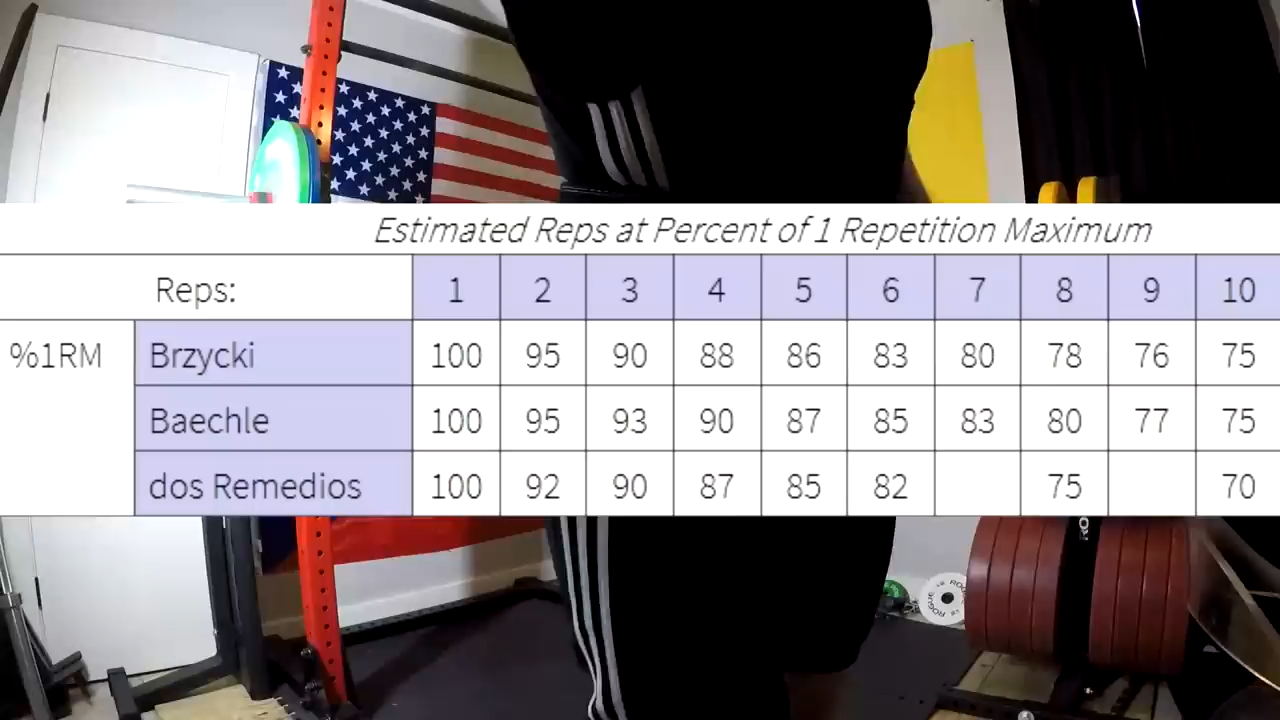 Estimated Reps at Percent of 1 Repetition Maximum
Reps: 1 2 3 4 5 6 7 8 9 10
%1RM Brzycki 100 95 90 88 86 83 80 78 76 75
Baechle 100 95 93 90 87 85 83 80 77 75
dos Remedios 100 92 90 87 85 82 75 70
ROGUE
RO